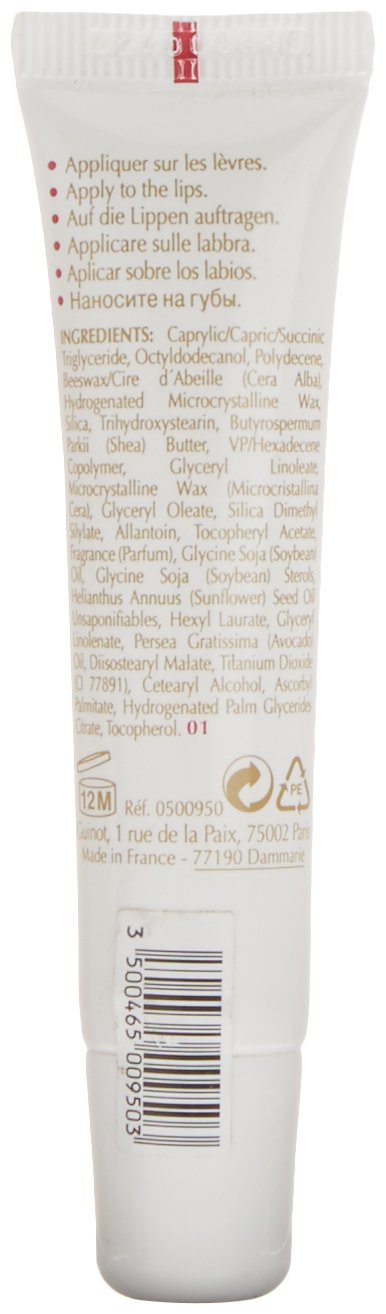 • Appliquer sur les lèvres.
• Apply to the lips.
• Auf die Lippen auftragen.
• Applicare sulle labbra.
• Aplicar sobre los labios.
• Наносите на губы.
INGREDIENTS: Caprylic/Capric/Succinic
Triglyceride, Octyldodecanol, Polydecene,
Beeswax/Cire d´Abeille (Cera Alba),
Hydrogenated Microcrystalline Wax,
Silica, Trihydroxystearin, Butyrospermum
Parkii (Shea) Butter, VP/Hexadecene
Copolymer, Glyceryl Linoleate,
Microcrystalline Wax (Microcristallina
Cera), Glyceryl Oleate, Silica Dimethyl
Silylate, Allantoin, Tocopheryl Acetate,
Fragrance (Parfum), Glycine Soja (Soybean)
Oil, Glycine Soja (Soybean) Sterols,
Helianthus Annuus (Sunflower) Seed Oil
Unsaponifiables, Hexyl Laurate, Glyceryl
Linolenate, Persea Gratissima (Avocado)
Oil, Diisostearyl Malate, Titanium Dioxide
(CI 77891), Cetearyl Alcohol, Ascorbyl
Palmitate, Hydrogenated Palm Glycerides
Citrate, Tocopherol. 01
12M Réf. 0500950 PE
Guinot, 1 rue de la Paix, 75002 Paris
Made in France - 77190 Dammarie
3 500465 009503